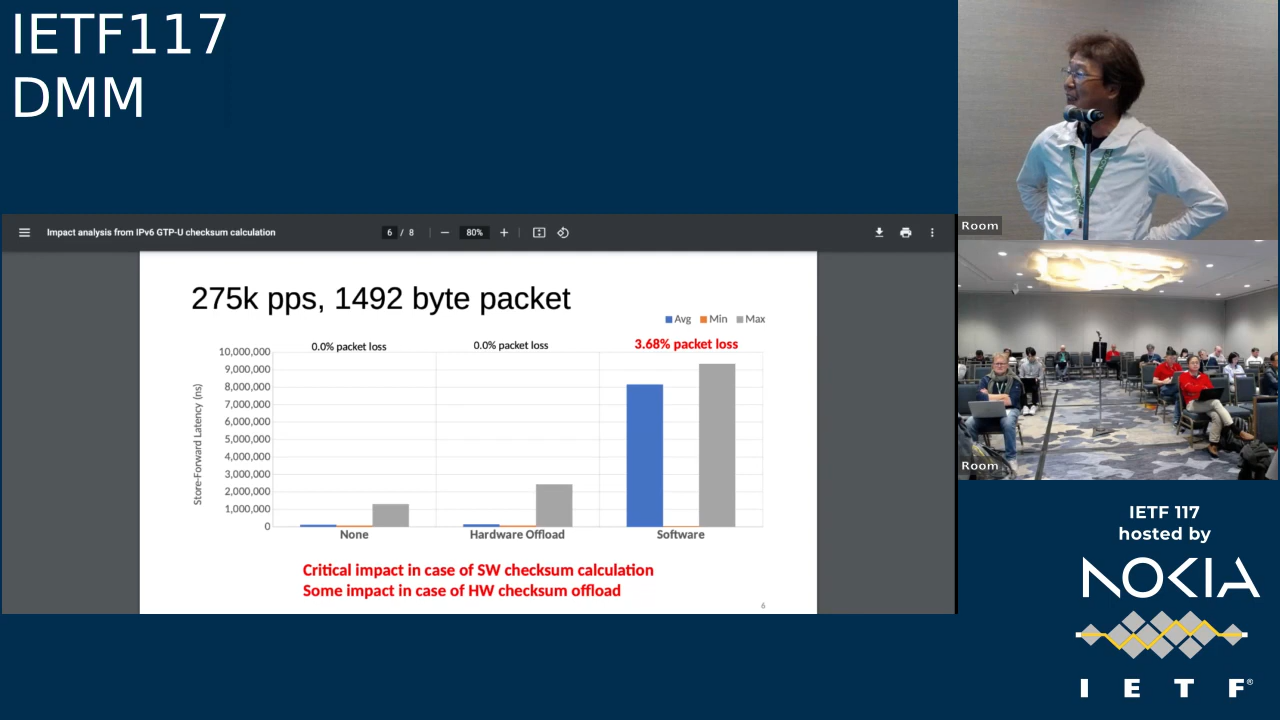 IETF117
DMM
Impact analysis from IPv6 GTP-U checksum calculation
6 / 8
80%
275k pps, 1492 byte packet
Avg Min Max
0.0% packet loss
0.0% packet loss
3.68% packet loss
Store-Forward Latency (ns)
10,000,000
9,000,000
8,000,000
7,000,000
6,000,000
5,000,000
4,000,000
3,000,000
2,000,000
1,000,000
0
None
Hardware Offload
Software
Critical impact in case of SW checksum calculation
Some impact in case of HW checksum offload
6
Room
Room
IETF 117
hosted by
NOKIA
IETF®